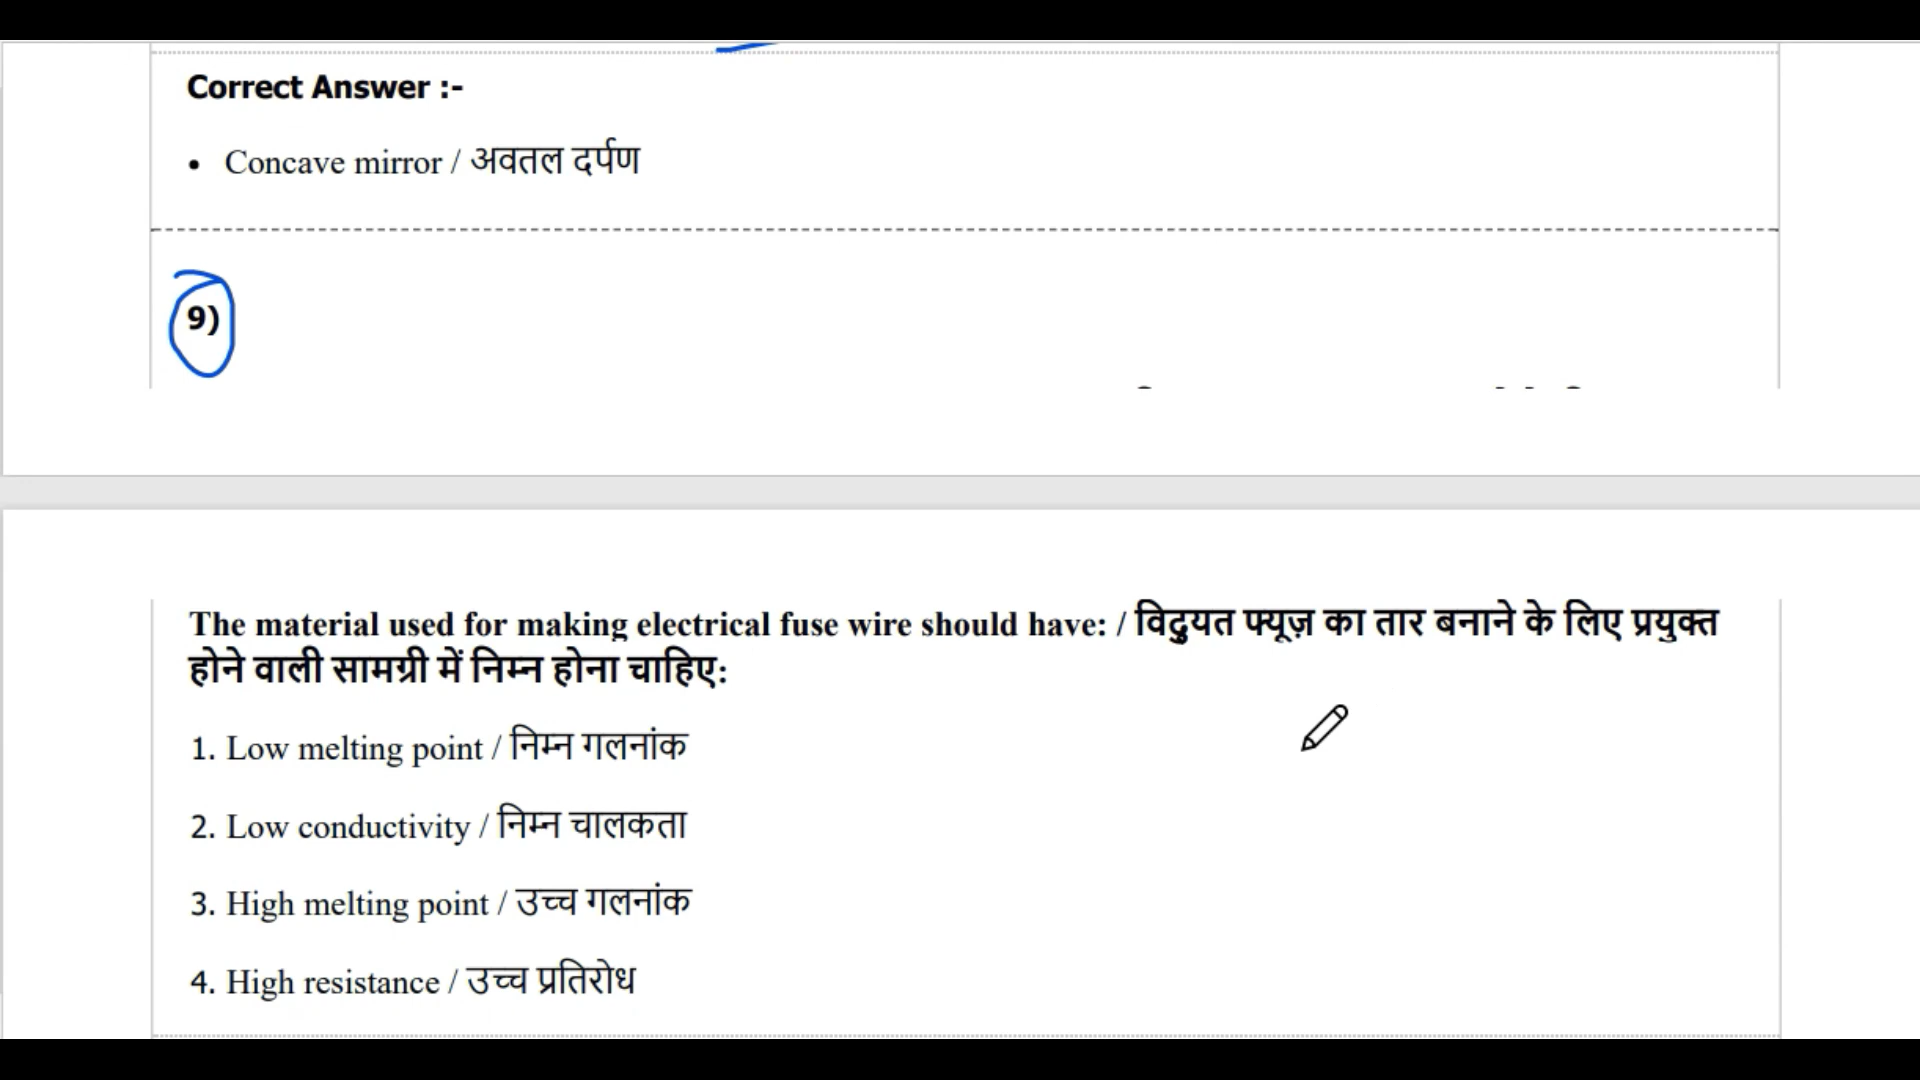 Correct Answer :-
• Concave mirror / अवतल दर्पण
9)
The material used for making electrical fuse wire should have: / विद्युयत फ्यूज़ का तार बनाने के लिए प्रयुक्त
होने वाली सामग्री में निम्न होना चाहिए:
1. Low melting point / निम्न गलनांक
2. Low conductivity / निम्न चालकता
3. High melting point / उच्च गलनांक
4. High resistance / उच्च प्रतिरोध